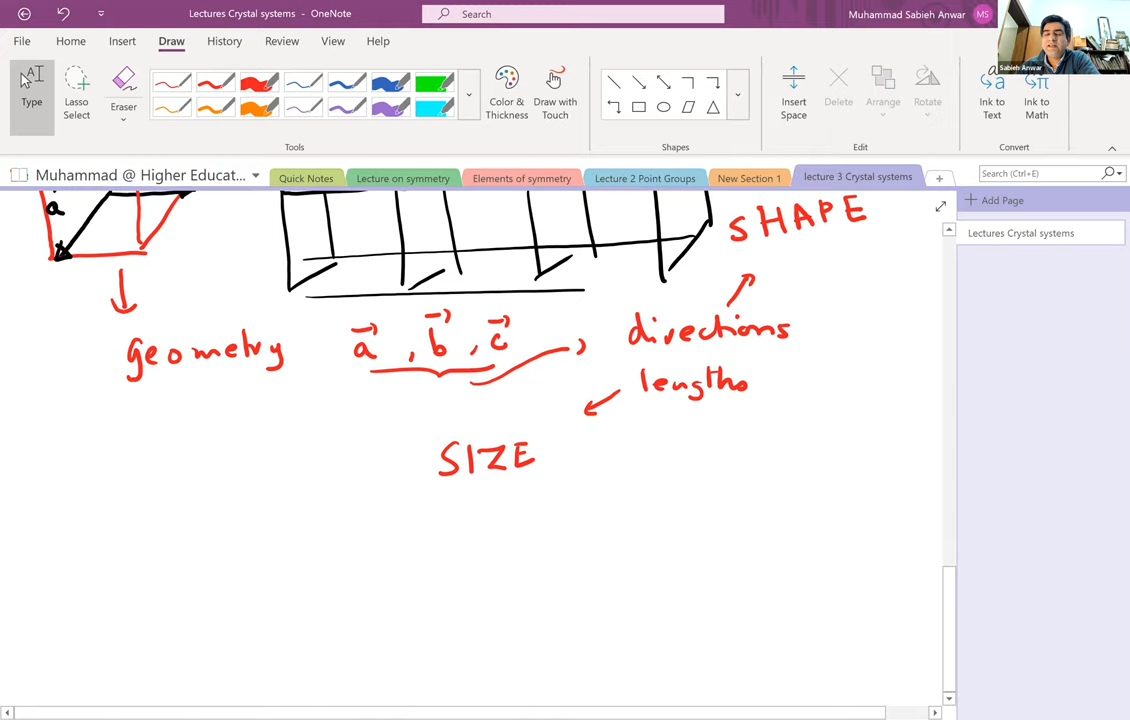 Lectures Crystal systems - OneNote
Search
Muhammad Sabieh Anwar
MS
Sabieh Anwar
File Home Insert Draw History Review View Help
Type
Lasso Select
Eraser
Color & Thickness
Draw with Touch
Insert Space
Delete
Arrange
Rotate
Ink to Text
Ink to Math
Tools
Shapes
Edit
Convert
Muhammad @ Higher Educat...
Quick Notes
Lecture on symmetry
Elements of symmetry
Lecture 2 Point Groups
New Section 1
lecture 3 Crystal systems
Search (Ctrl+E)
Add Page
Lectures Crystal systems
a
SHAPE
geometry a⃗ , b⃗ , c⃗ , directions
lengths
SIZE